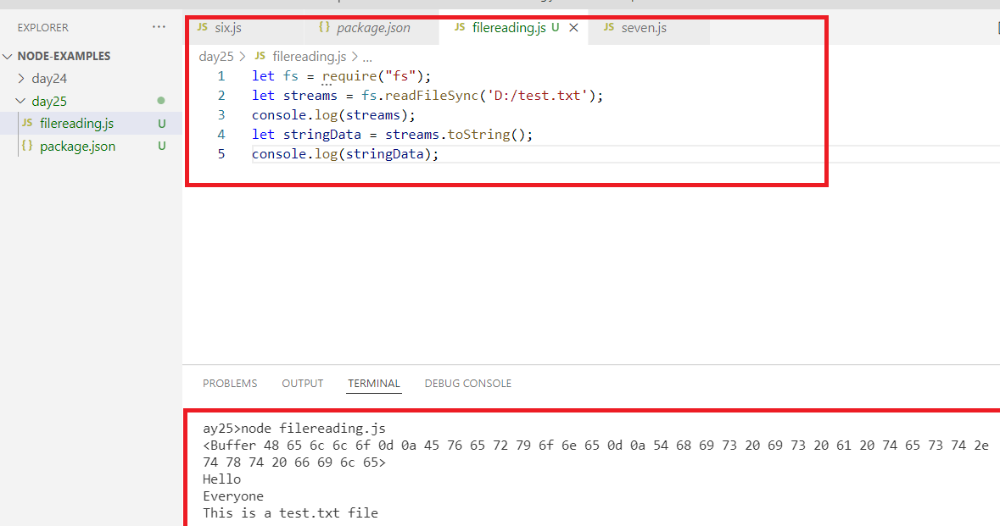 EXPLORER ...
NODE-EXAMPLES
day24
day25
JS filereading.js U
{} package.json U
JS six.js {} package.json JS filereading.js U × JS seven.js
day25 > JS filereading.js > ...
1 let fs = require("fs");
2 let streams = fs.readFileSync('D:/test.txt');
3 console.log(streams);
4 let stringData = streams.toString();
5 console.log(stringData);
PROBLEMS OUTPUT TERMINAL DEBUG CONSOLE
ay25>node filereading.js
<Buffer 48 65 6c 6c 6f 0d 0a 45 76 65 72 79 6f 6e 65 0d 0a 54 68 69 73 20 69 73 20 61 20 74 65 73 74 2e
74 78 74 20 66 69 6c 65>
Hello
Everyone
This is a test.txt file